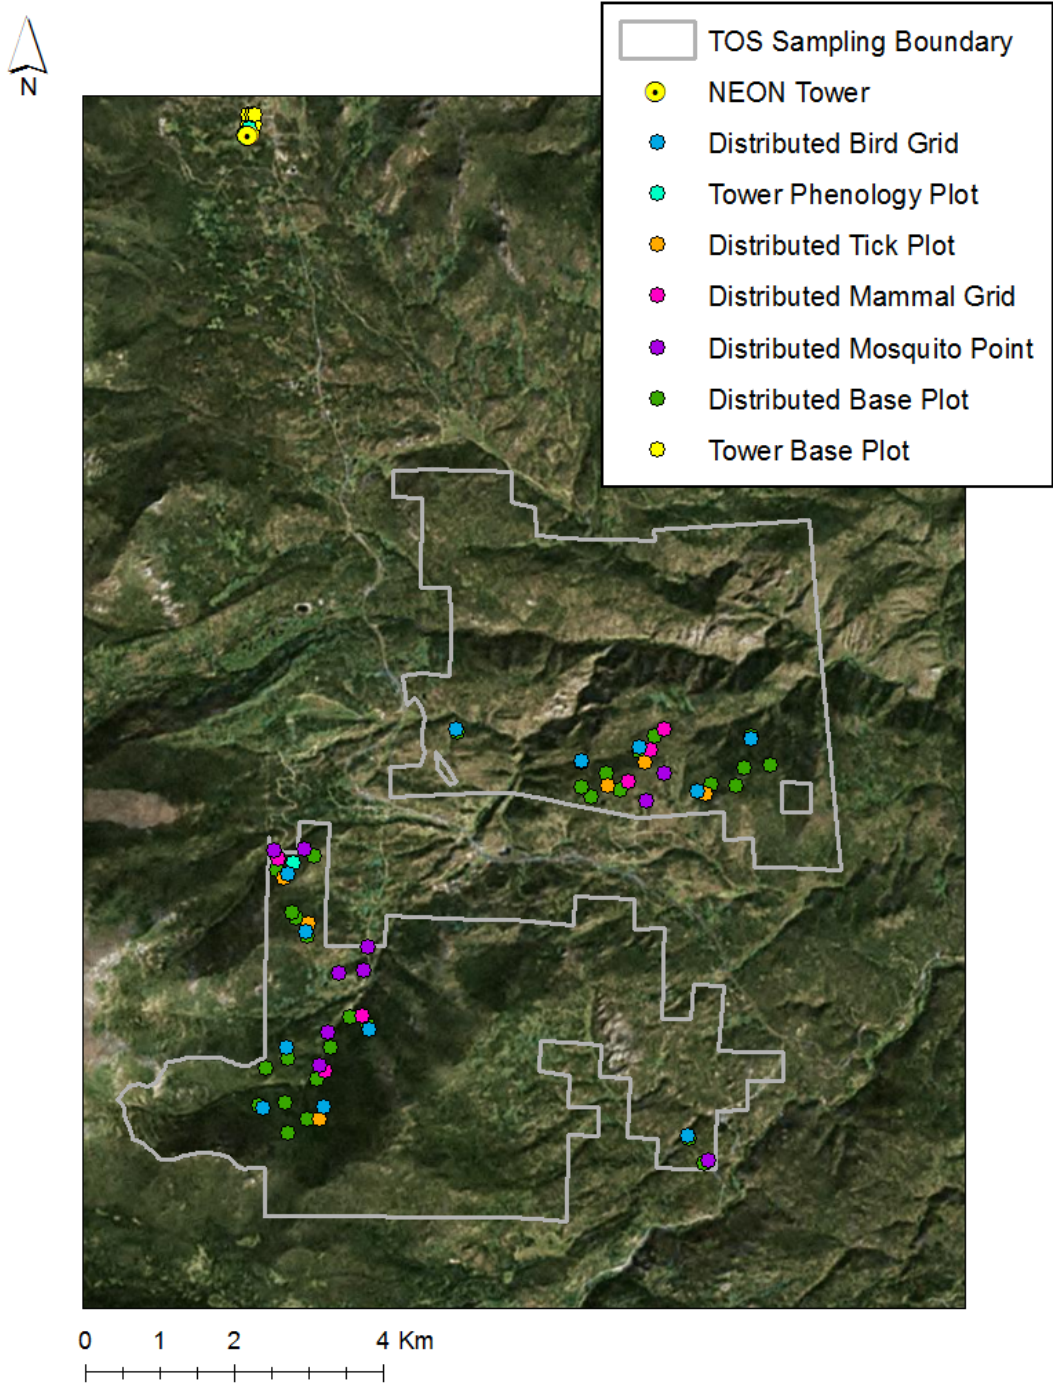 N
TOS Sampling Boundary
NEON Tower
Distributed Bird Grid
Tower Phenology Plot
Distributed Tick Plot
Distributed Mammal Grid
Distributed Mosquito Point
Distributed Base Plot
Tower Base Plot
0 1 2 4 Km